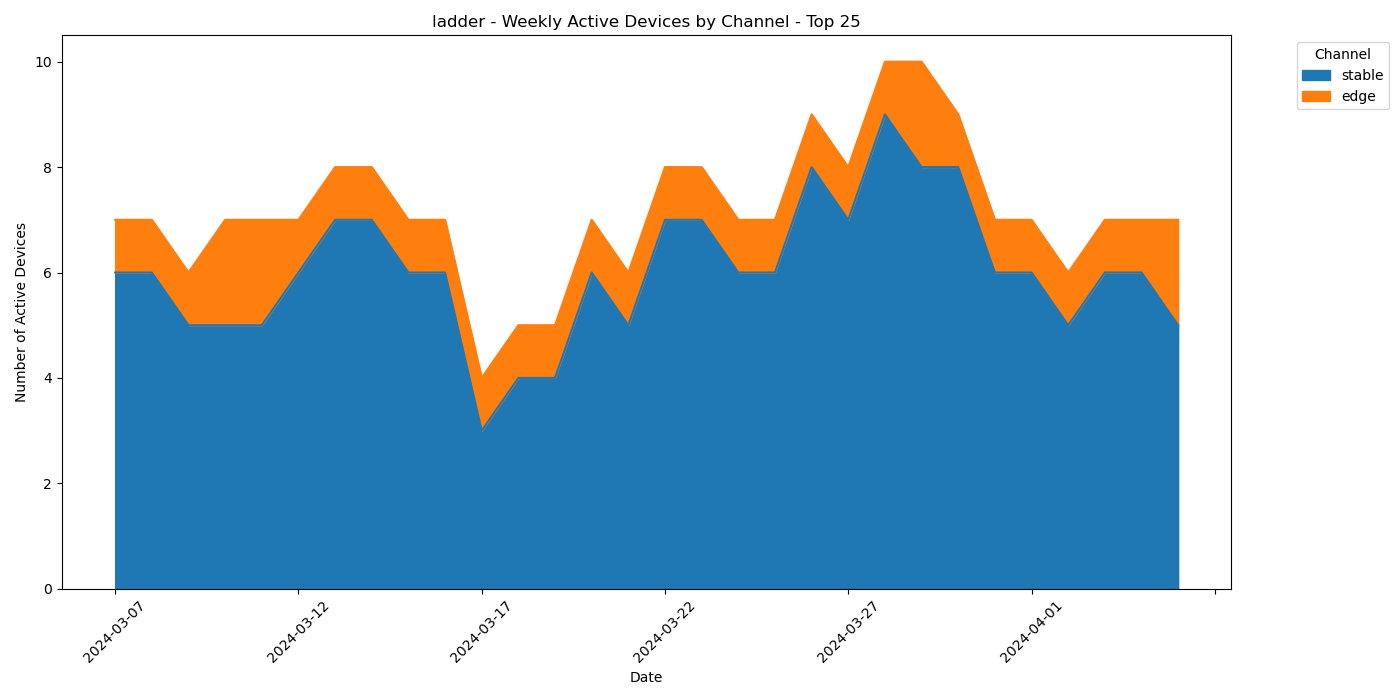 ladder - Weekly Active Devices by Channel - Top 25
Channel
stable
edge
Number of Active Devices
10
8
6
4
2
0
2024-03-07
2024-03-12
2024-03-17
2024-03-22
2024-03-27
2024-04-01
Date